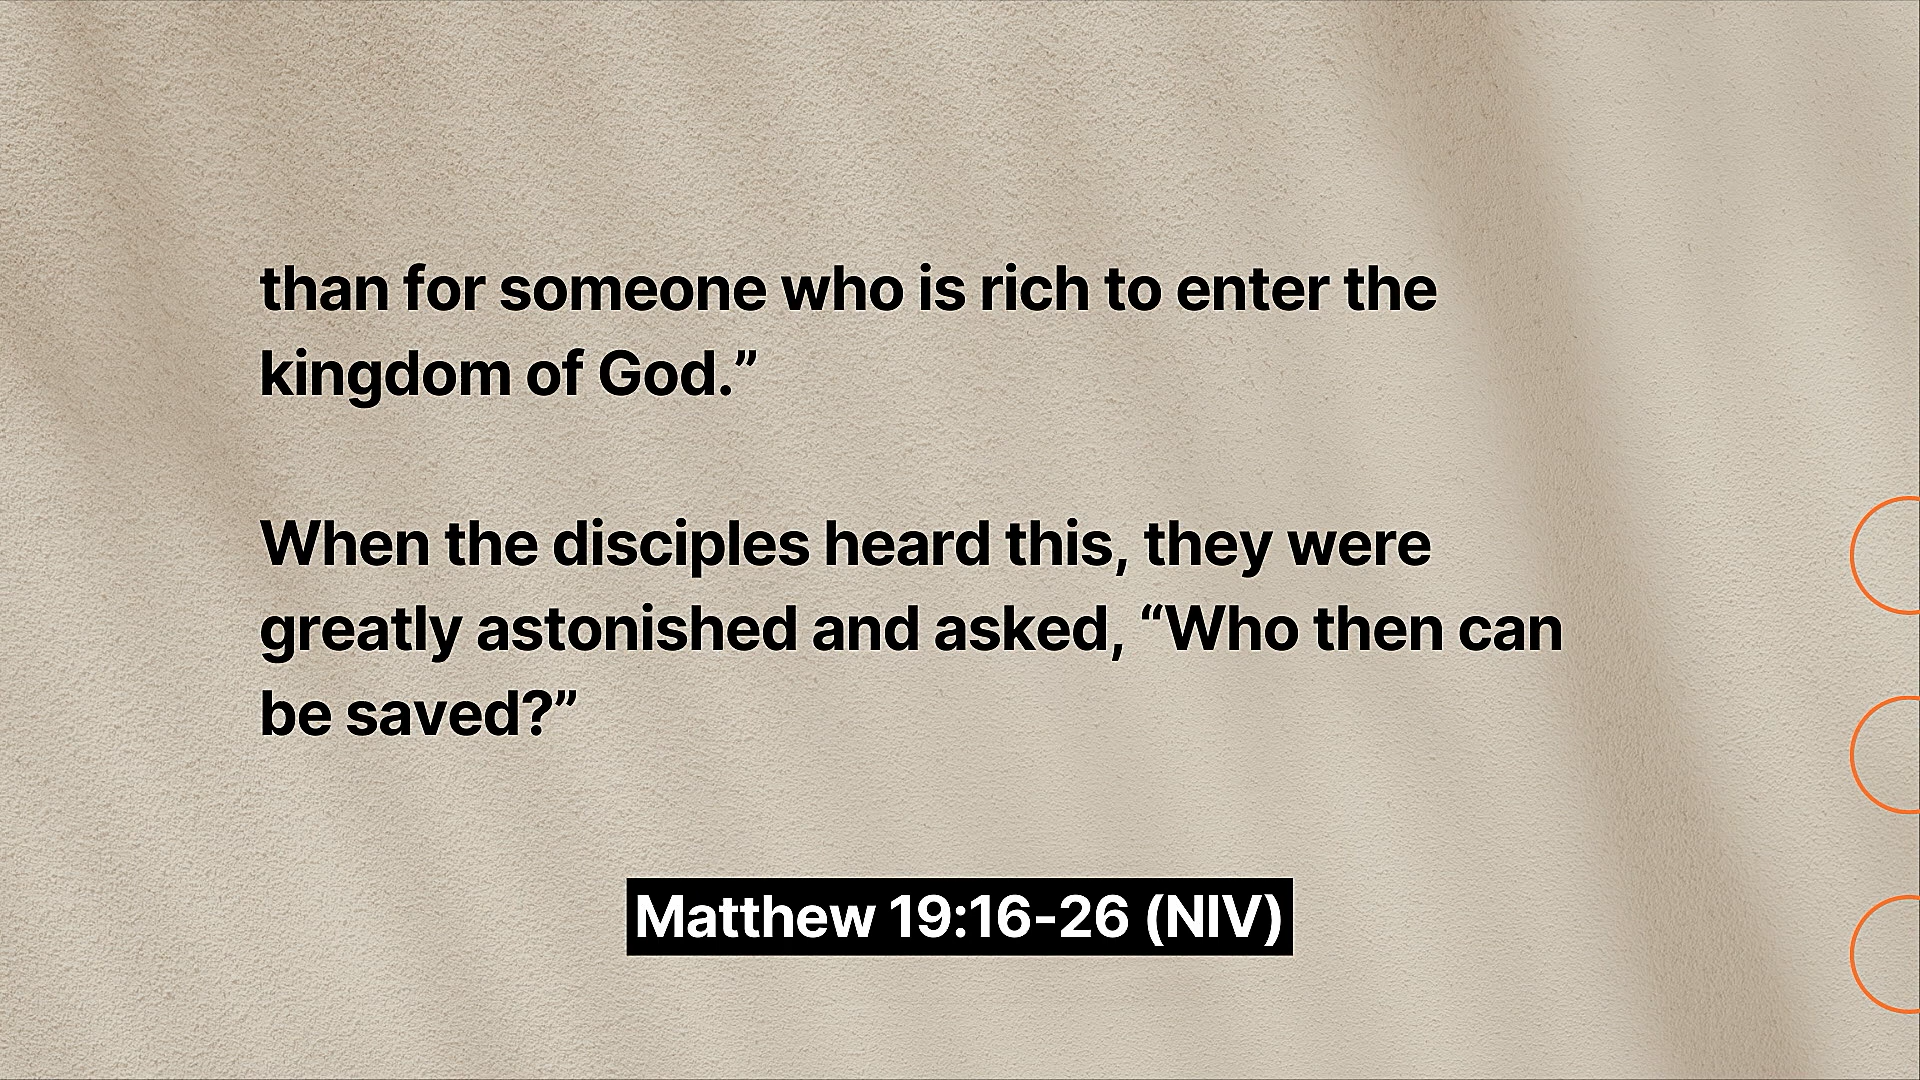 than for someone who is rich to enter the
kingdom of God.”
When the disciples heard this, they were
greatly astonished and asked, “Who then can
be saved?”
Matthew 19:16-26 (NIV)